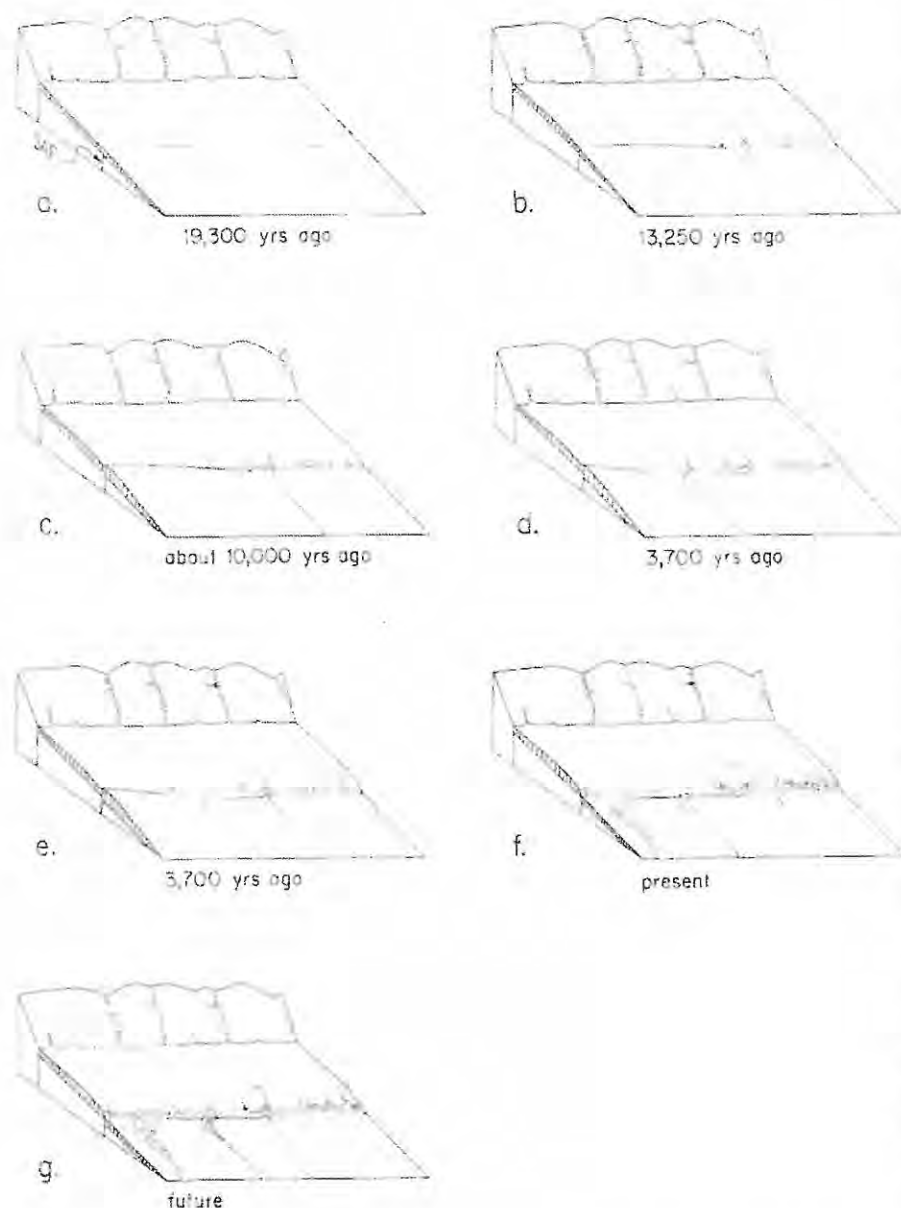 a.
19,300 yrs ago
b.
13,250 yrs ago
c.
about 10,000 yrs ago
d.
3,700 yrs ago
e.
3,700 yrs ago
f.
present
g.
future